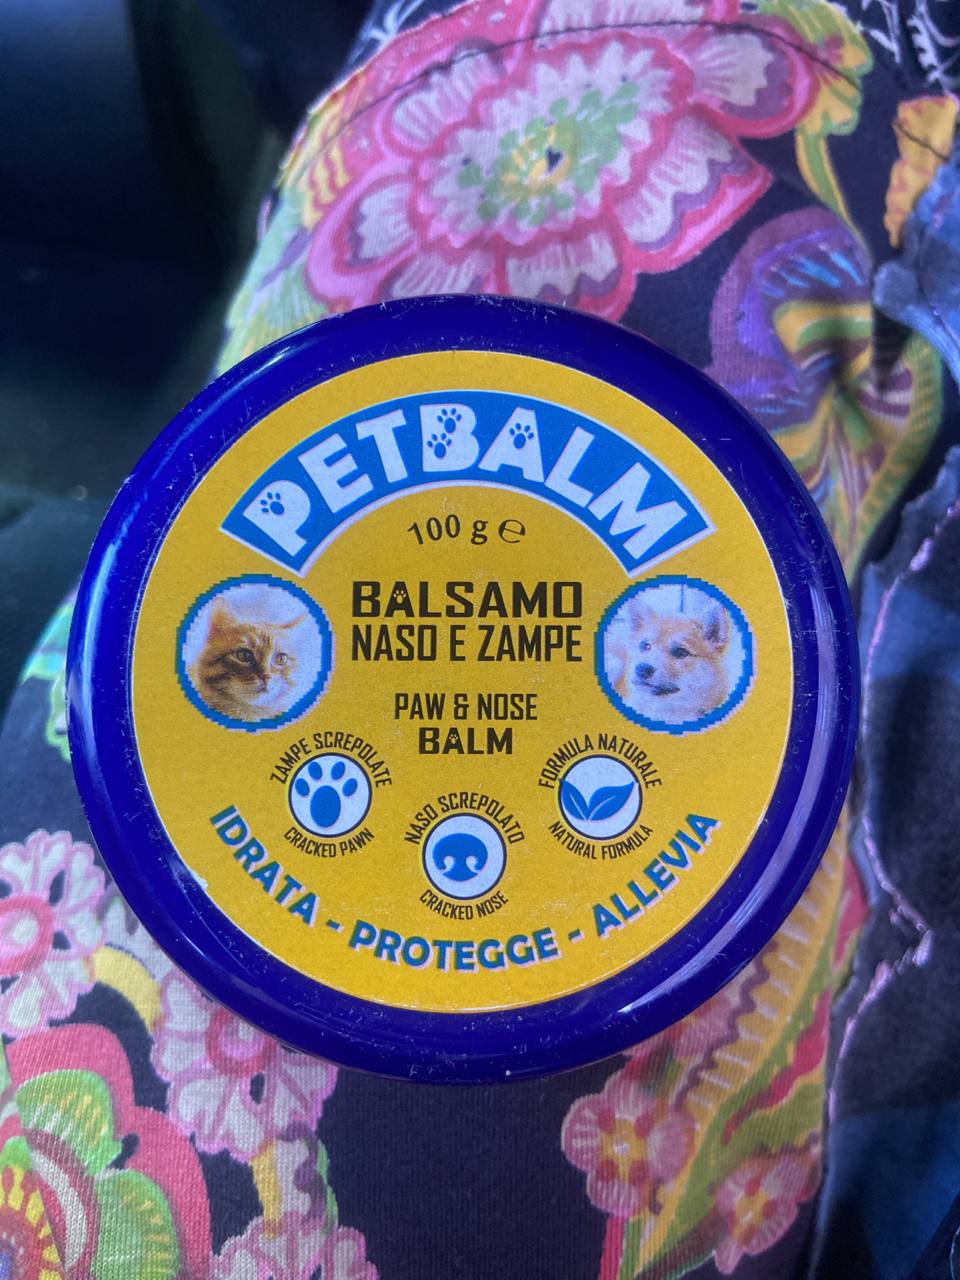 PETBALM
100 g ℮
BALSAMO
NASO E ZAMPE
PAW & NOSE
BALM
ZAMPE SCREPOLATE
CRACKED PAWN
NASO SCREPOLATO
CRACKED NOSE
FORMULA NATURALE
NATURAL FORMULA
IDRATA - PROTEGGE - ALLEVIA